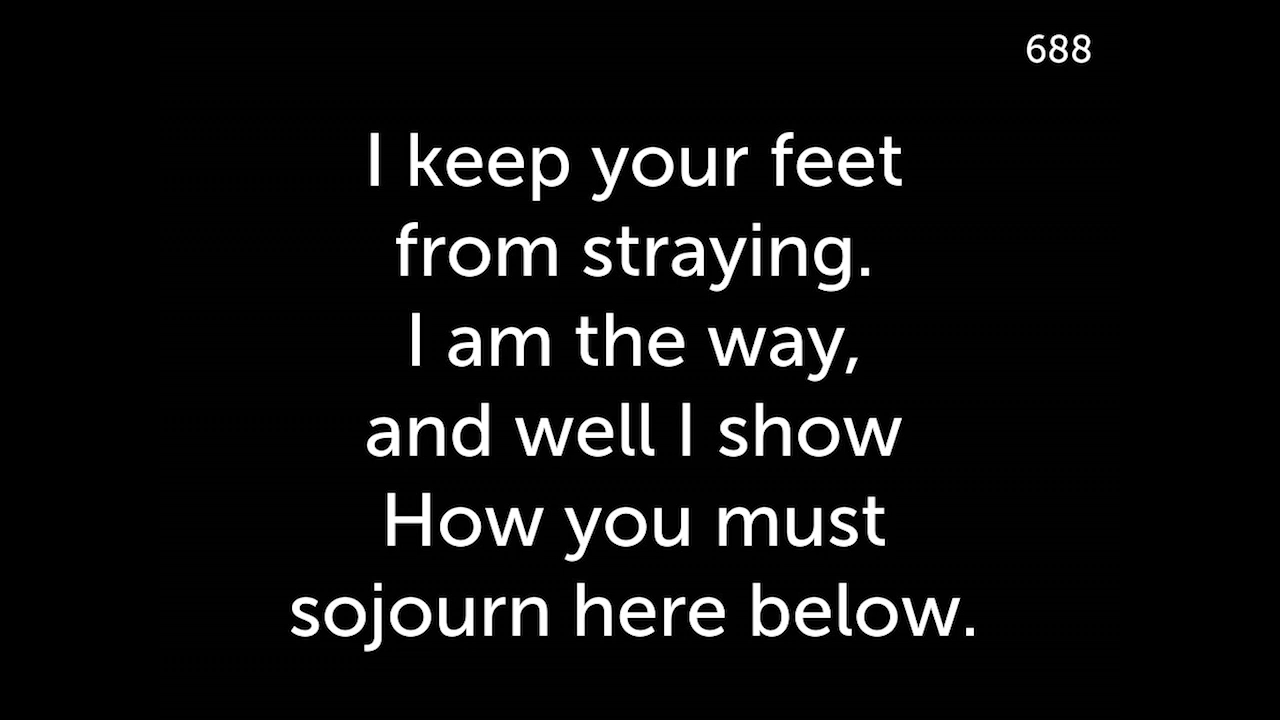 688
I keep your feet
from straying.
I am the way,
and well I show
How you must
sojourn here below.